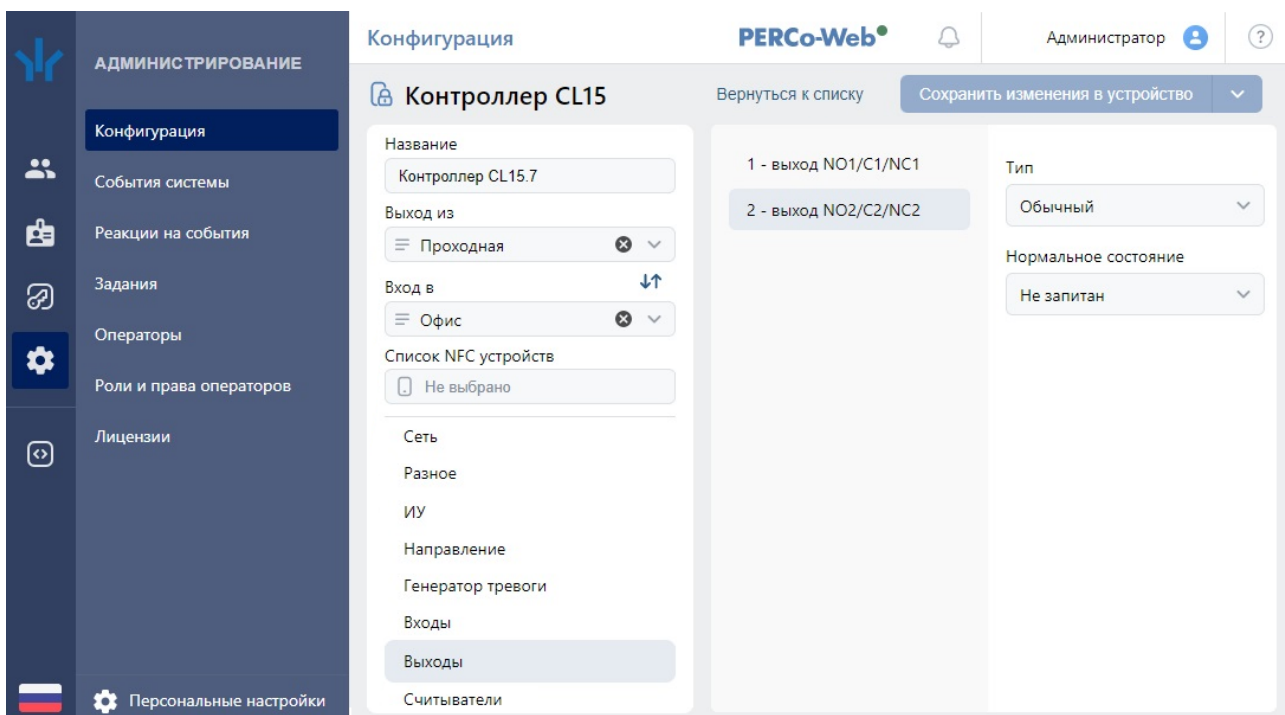 АДМИНИСТРИРОВАНИЕ
Конфигурация
События системы
Реакции на события
Задания
Операторы
Роли и права операторов
Лицензии
Персональные настройки
Конфигурация
PERCo-Web
Администратор
?
Контроллер CL15
Вернуться к списку
Сохранить изменения в устройство
Название
Контроллер CL15.7
Выход из
Проходная
Вход в
Офис
Список NFC устройств
Не выбрано
Сеть
Разное
ИУ
Направление
Генератор тревоги
Входы
Выходы
Считыватели
1 - выход NO1/C1/NC1
2 - выход NO2/C2/NC2
Тип
Обычный
Нормальное состояние
Не запитан